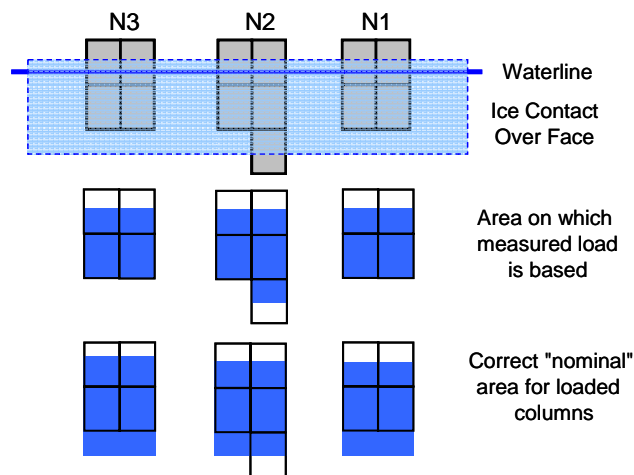 N3 N2 N1
Waterline
Ice Contact
Over Face
Area on which
measured load
is based
Correct "nominal"
area for loaded
columns